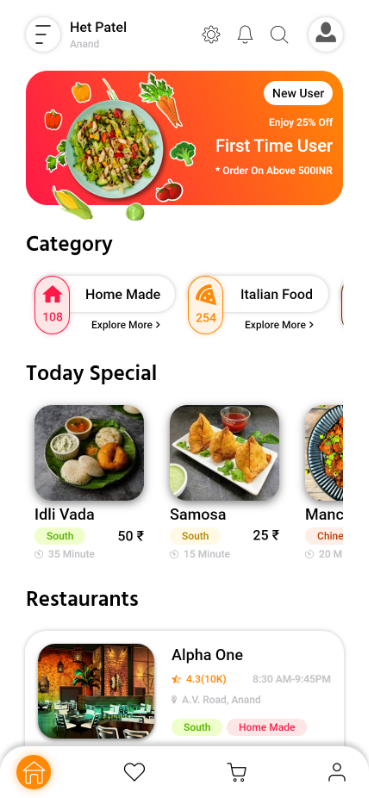 Het Patel
Anand
New User
Enjoy 25% Off
First Time User
* Order On Above 500INR
Category
108
Home Made
Explore More >
254
Italian Food
Explore More >
Today Special
Idli Vada
South
50 ₹
35 Minute
Samosa
South
25 ₹
15 Minute
Manc
Chine
20 M
Restaurants
Alpha One
4.3(10K)
8:30 AM-9:45PM
A.V. Road, Anand
South
Home Made